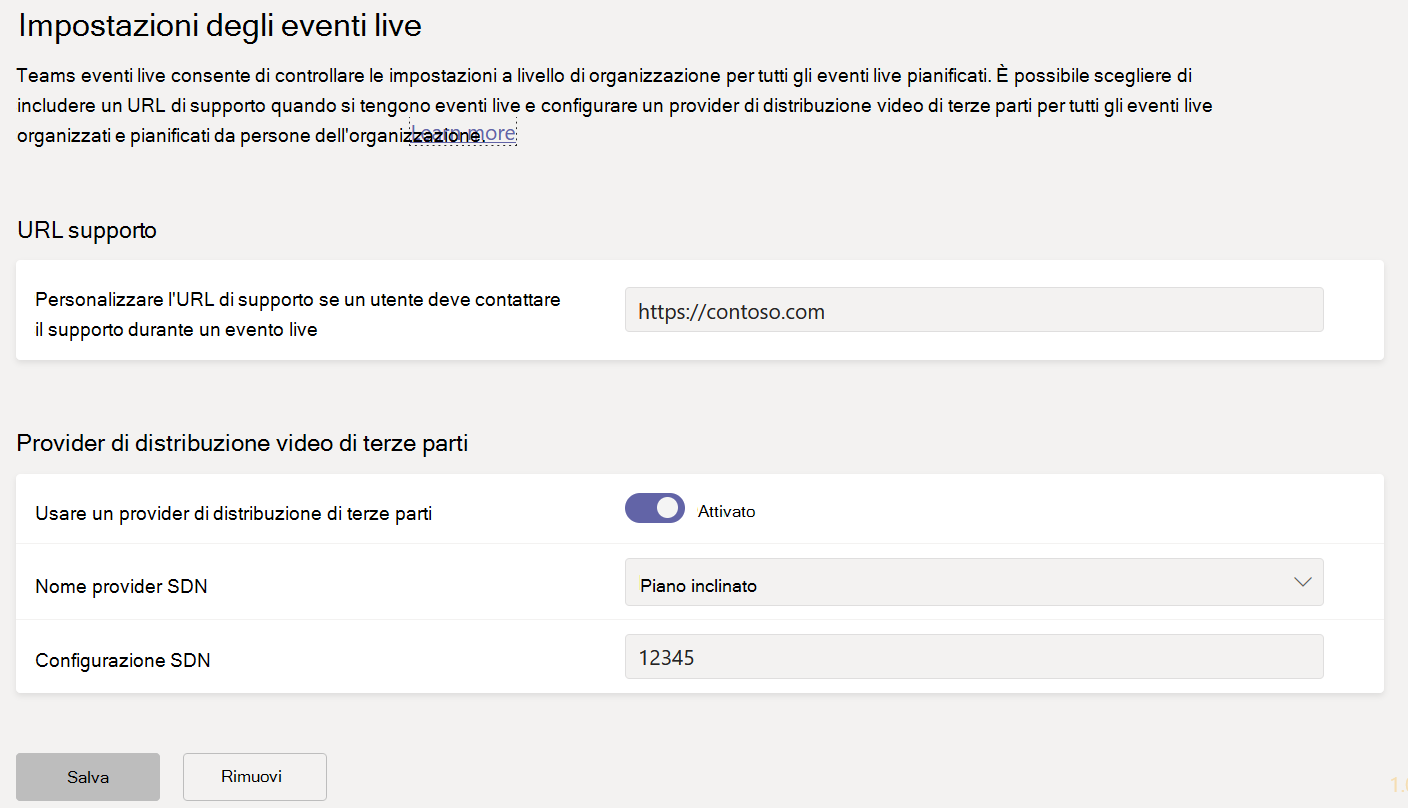 Impostazioni degli eventi live
Teams eventi live consente di controllare le impostazioni a livello di organizzazione per tutti gli eventi live pianificati. È possibile scegliere di
includere un URL di supporto quando si tengono eventi live e configurare un provider di distribuzione video di terze parti per tutti gli eventi live
organizzati e pianificati da persone dell'organizzazione. Learn more
URL supporto
Personalizzare l'URL di supporto se un utente deve contattare
il supporto durante un evento live
https://contoso.com
Provider di distribuzione video di terze parti
Usare un provider di distribuzione di terze parti
Attivato
Nome provider SDN
Piano inclinato
Configurazione SDN
12345
Salva
Rimuovi